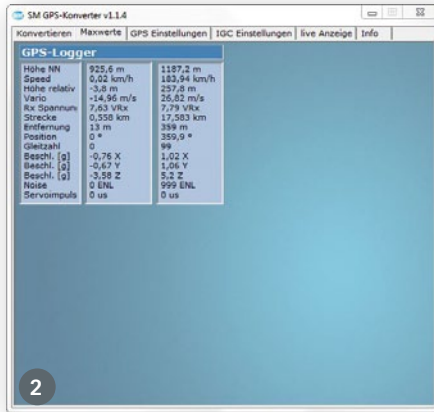 SM GPS-Konverter v1.1.4
Konvertieren Maxwerte GPS Einstellungen IGC Einstellungen live Anzeige Info
GPS-Logger
Höhe NN 925,6 m 1187,2 m
Speed 0,02 km/h 183,94 km/h
Höhe relativ -3,8 m 257,8 m
Vario -14,96 m/s 26,82 m/s
Rx Spannun 7,63 VRx 7,79 VRx
Strecke 0,558 km 17,583 km
Entfernung 13 m 359 m
Position 0 ° 359,9 °
Gleitzahl 0 99
Beschl. [g] -0,76 X 1,02 X
Beschl. [g] -0,67 Y 1,06 Y
Beschl. [g] -3,58 Z 5,2 Z
Noise 0 ENL 999 ENL
Servoimpuls 0 us 0 us
2